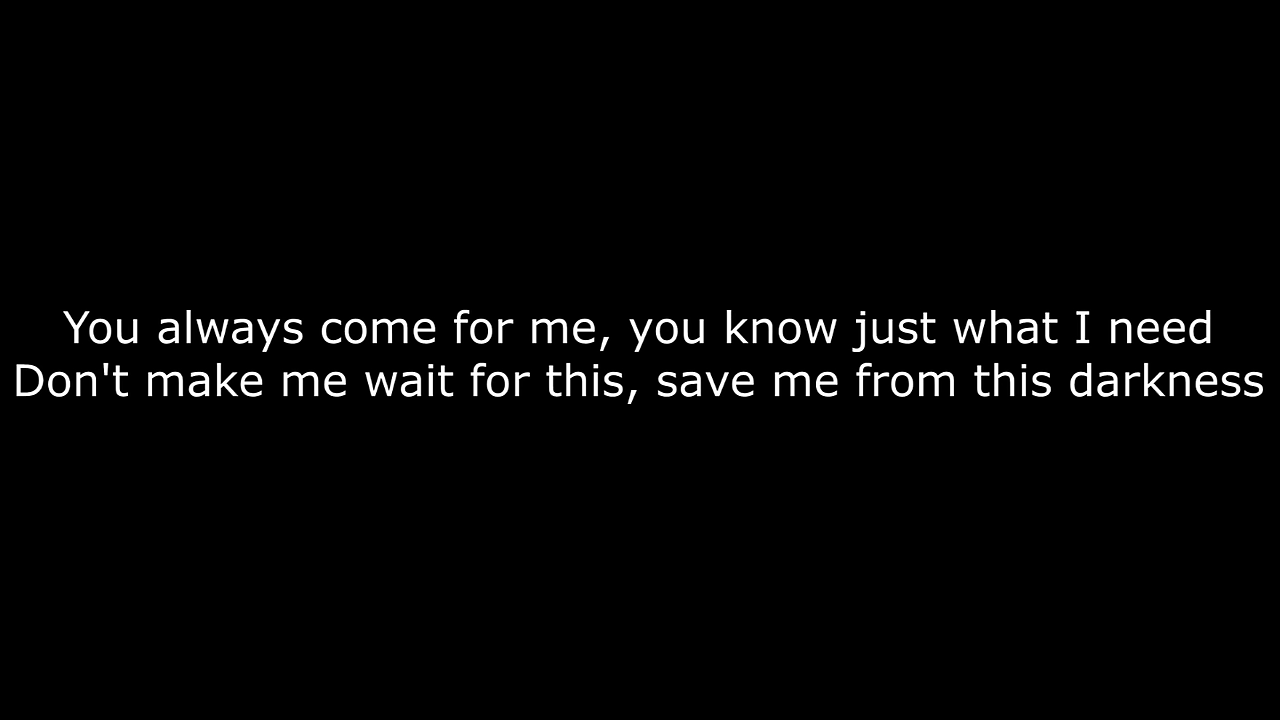 You always come for me, you know just what I need
Don't make me wait for this, save me from this darkness